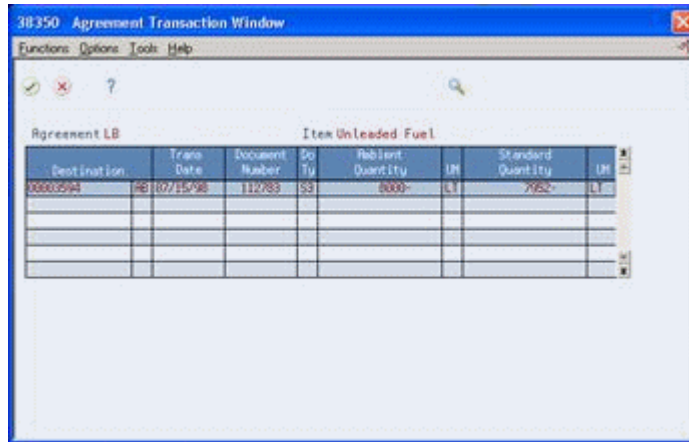 38350 Agreement Transaction Window
Functions Options Tools Help
?
Agreement LB Item Unleaded Fuel
Trans Document Do Ambient Standard
Destination Date Number Ty Quantity UM Quantity UM
00003594 AB 07/15/98 112783 S3 8000- LT 7952- LT